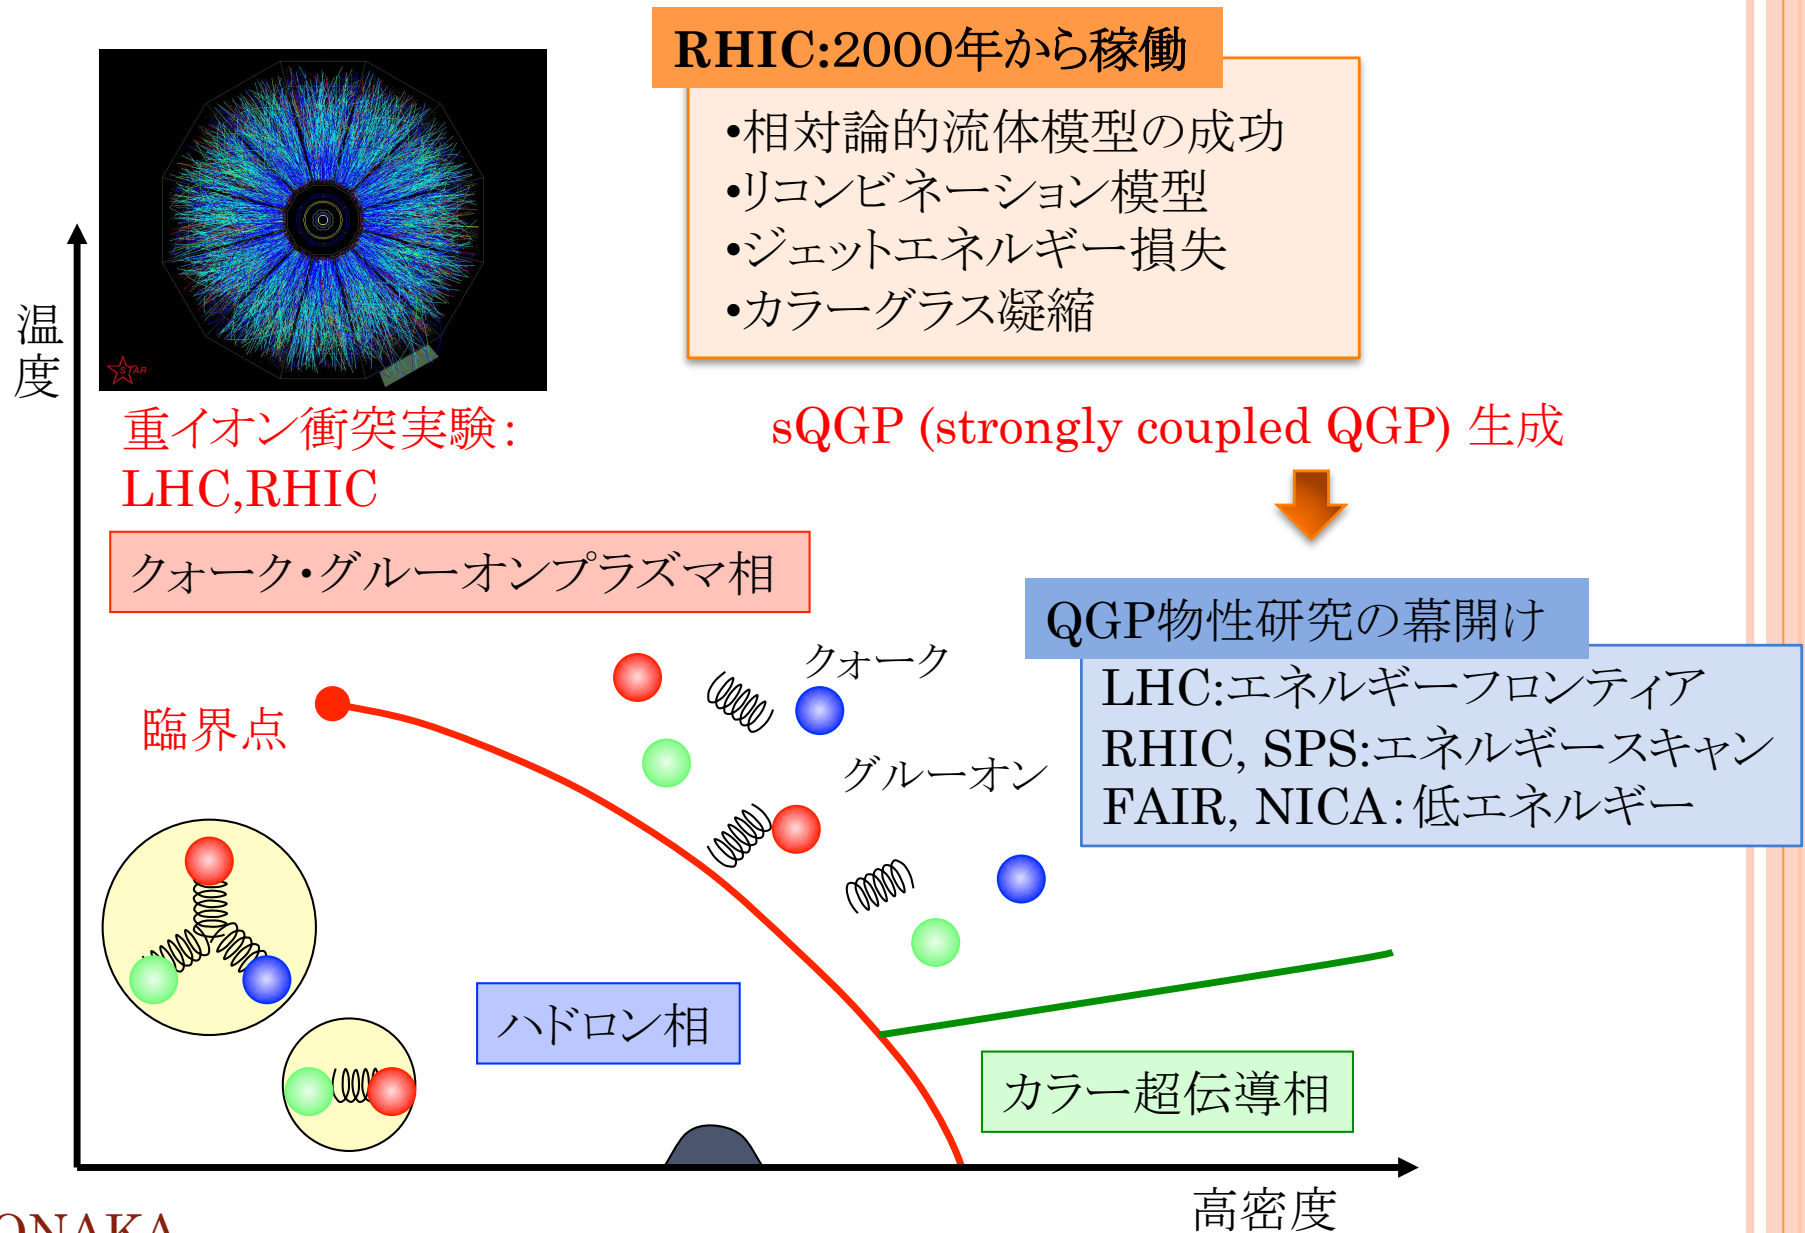 RHIC:2000年から稼働
•相対論的流体模型の成功
•リコンビネーション模型
•ジェットエネルギー損失
•カラーグラス凝縮
STAR
温度
重イオン衝突実験:
LHC,RHIC
sQGP (strongly coupled QGP) 生成
クォーク・グルーオンプラズマ相
QGP物性研究の幕開け
LHC:エネルギーフロンティア
RHIC, SPS:エネルギースキャン
FAIR, NICA:低エネルギー
クォーク
臨界点
グルーオン
ハドロン相
カラー超伝導相
高密度